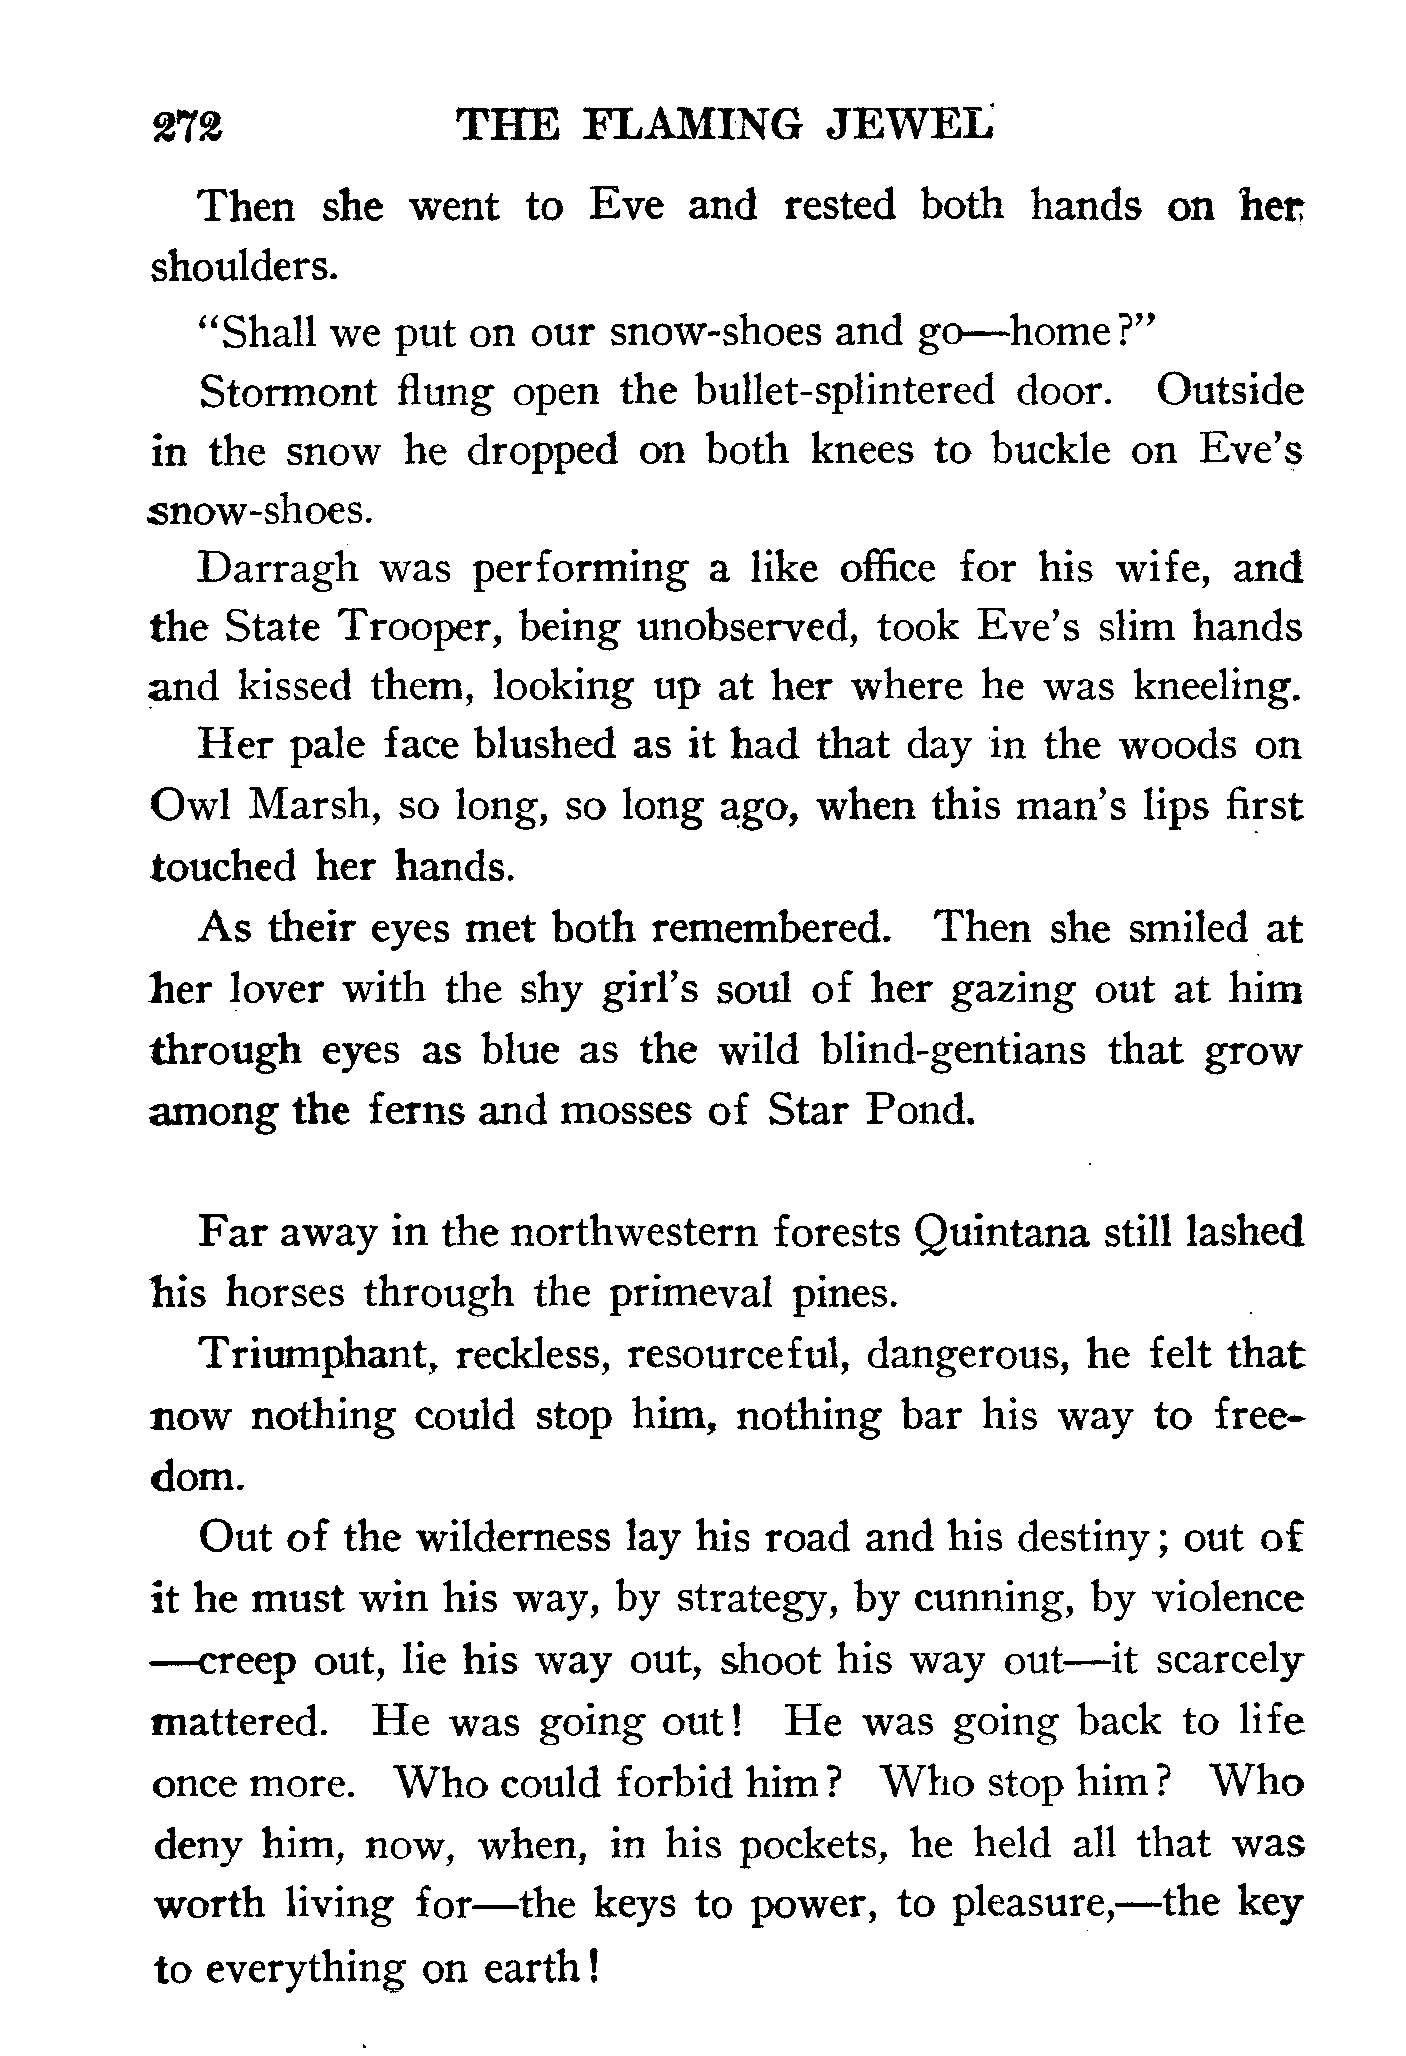 272 THE FLAMING JEWEL
Then she went to Eve and rested both hands on her
shoulders.
"Shall we put on our snow-shoes and go—home?"
Stormont flung open the bullet-splintered door. Outside
in the snow he dropped on both knees to buckle on Eve's
snow-shoes.
Darragh was performing a like office for his wife, and
the State Trooper, being unobserved, took Eve's slim hands
and kissed them, looking up at her where he was kneeling.
Her pale face blushed as it had that day in the woods on
Owl Marsh, so long, so long ago, when this man's lips first
touched her hands.
As their eyes met both remembered. Then she smiled at
her lover with the shy girl's soul of her gazing out at him
through eyes as blue as the wild blind-gentians that grow
among the ferns and mosses of Star Pond.
Far away in the northwestern forests Quintana still lashed
his horses through the primeval pines.
Triumphant, reckless, resourceful, dangerous, he felt that
now nothing could stop him, nothing bar his way to free-
dom.
Out of the wilderness lay his road and his destiny; out of
it he must win his way, by strategy, by cunning, by violence
—creep out, lie his way out, shoot his way out—it scarcely
mattered. He was going out! He was going back to life
once more. Who could forbid him? Who stop him? Who
deny him, now, when, in his pockets, he held all that was
worth living for—the keys to power, to pleasure,—the key
to everything on earth!